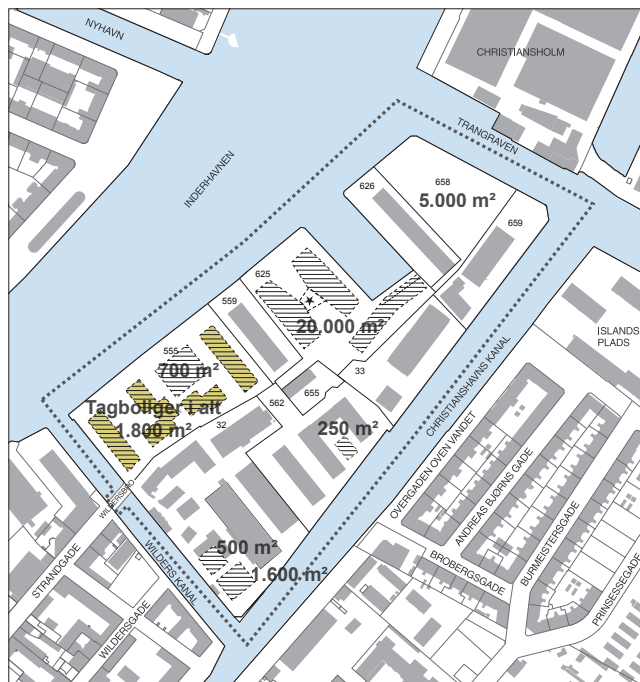 NYHAVN
CHRISTIANSHOLM
TRANGRAVEN
INDERHAVNEN
626
658
5.000 m²
659
625
559
20.000 m²
ISLANDS
PLADS
555
700 m²
33
CHRISTIANSHAVNS KANAL
655
562
Tagboliger i alt
1.800 m²
32
250 m²
OVERGADEN OVEN VANDET
ANDREAS BJØRNS GADE
WILDERSBRO
BURMEISTERSGADE
BROBERGSGADE
PRINSESSEGADE
STRANDGADE
WILDERS KANAL
500 m²
1.600 m²
WILDERSGADE